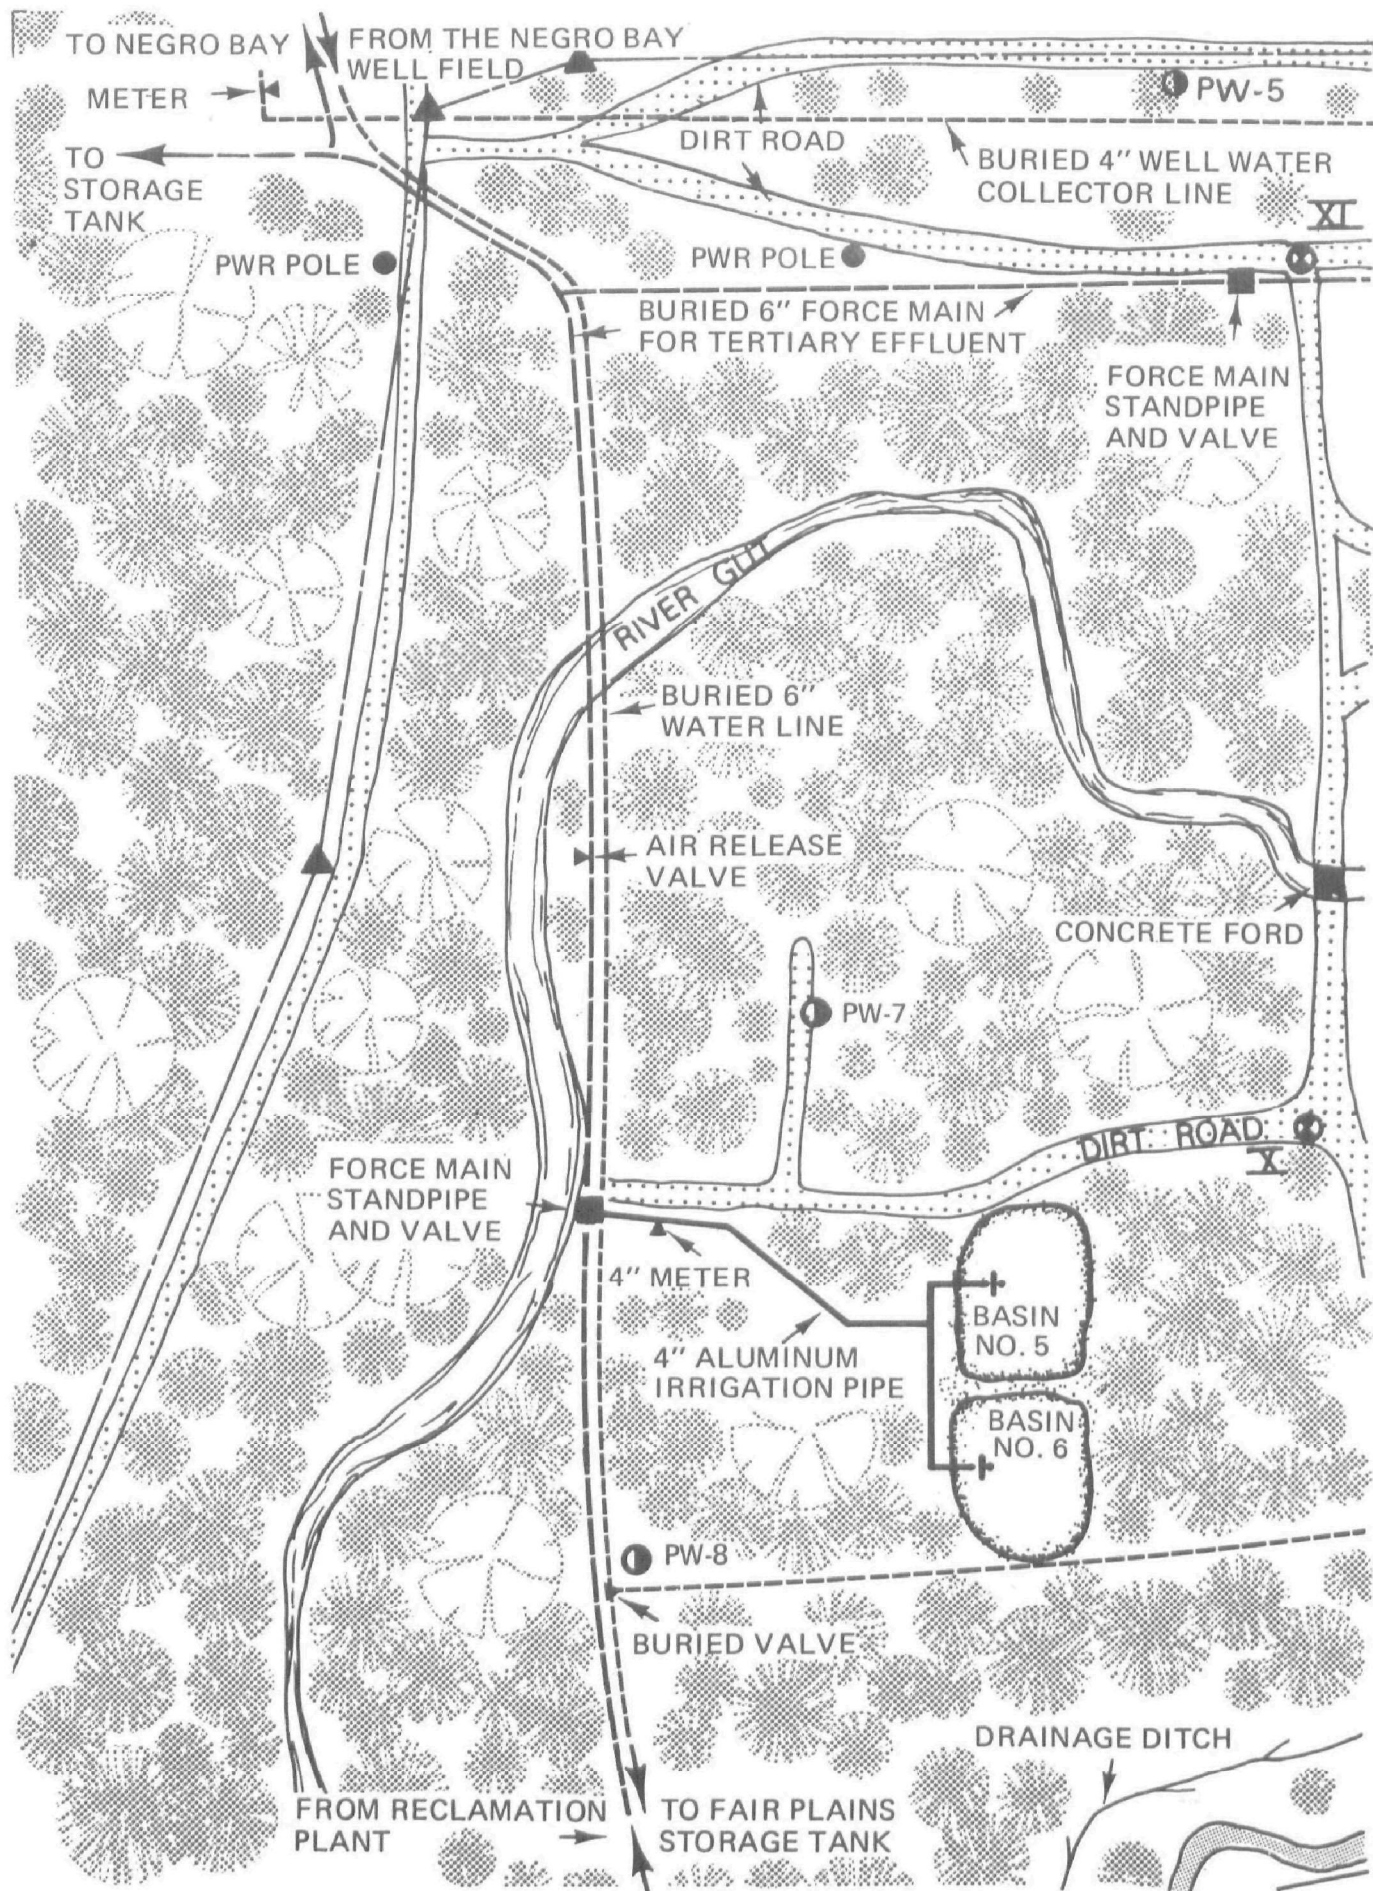 TO NEGRO BAY
FROM THE NEGRO BAY
WELL FIELD
METER
PW-5
DIRT ROAD
TO
STORAGE
TANK
BURIED 4" WELL WATER
COLLECTOR LINE
XI
PWR POLE
PWR POLE
BURIED 6" FORCE MAIN
FOR TERTIARY EFFLUENT
FORCE MAIN
STANDPIPE
AND VALVE
RIVER GUT
BURIED 6"
WATER LINE
AIR RELEASE
VALVE
CONCRETE FORD
PW-7
DIRT ROAD
X
FORCE MAIN
STANDPIPE
AND VALVE
4" METER
BASIN
NO. 5
4" ALUMINUM
IRRIGATION PIPE
BASIN
NO. 6
PW-8
BURIED VALVE
DRAINAGE DITCH
FROM RECLAMATION
PLANT
TO FAIR PLAINS
STORAGE TANK